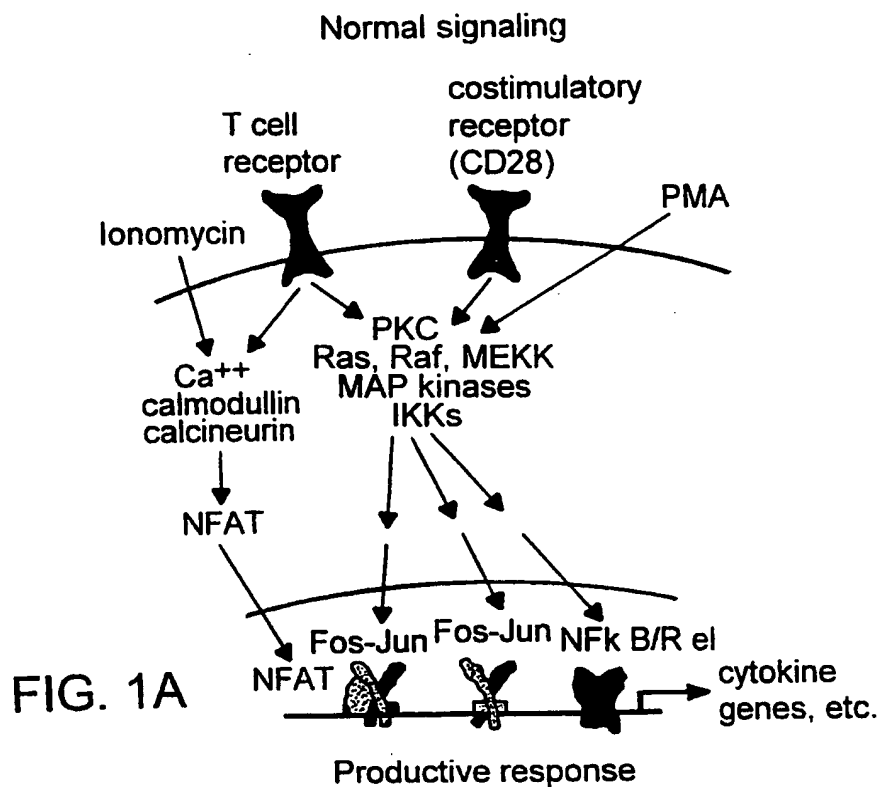 Normal signaling
T cell
receptor
costimulatory
receptor
(CD28)
PMA
Ionomycin
PKC
Ras, Raf, MEKK
MAP kinases
IKKs
Ca++
calmodullin
calcineurin
NFAT
Fos-Jun
Fos-Jun
NFk B/R el
NFAT
cytokine
genes, etc.
FIG. 1A
Productive response